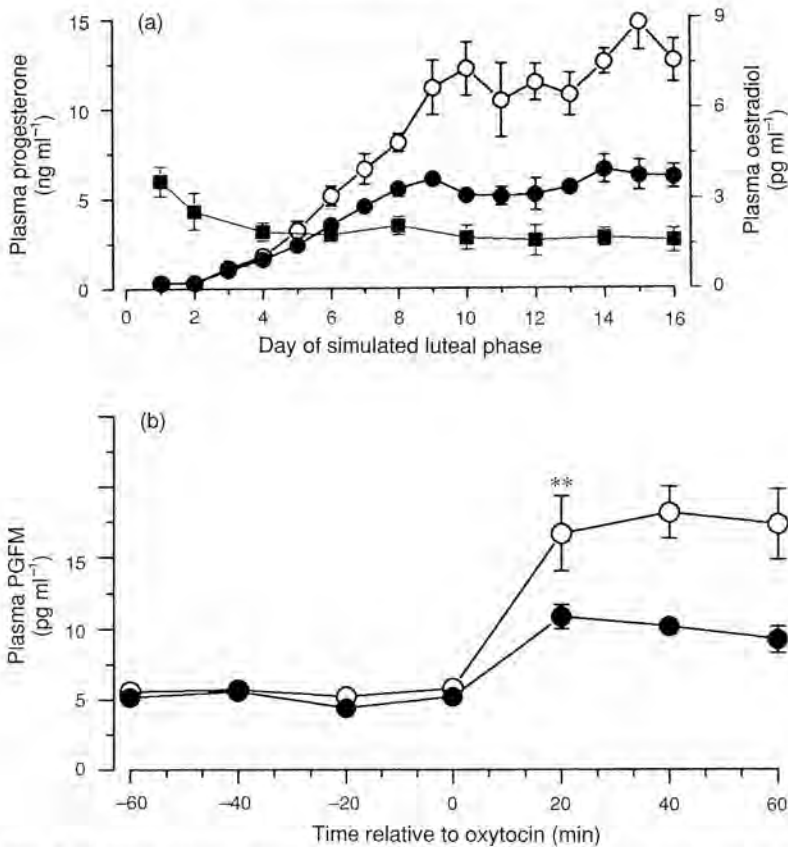 (a)
15
10
5
0
Plasma progesterone
(ng ml⁻¹)
9
6
3
0
Plasma oestradiol
(pg ml⁻¹)
0 2 4 6 8 10 12 14 16
Day of simulated luteal phase
(b)
**
15
10
5
0
Plasma PGFM
(pg ml⁻¹)
−60 −40 −20 0 20 40 60
Time relative to oxytocin (min)